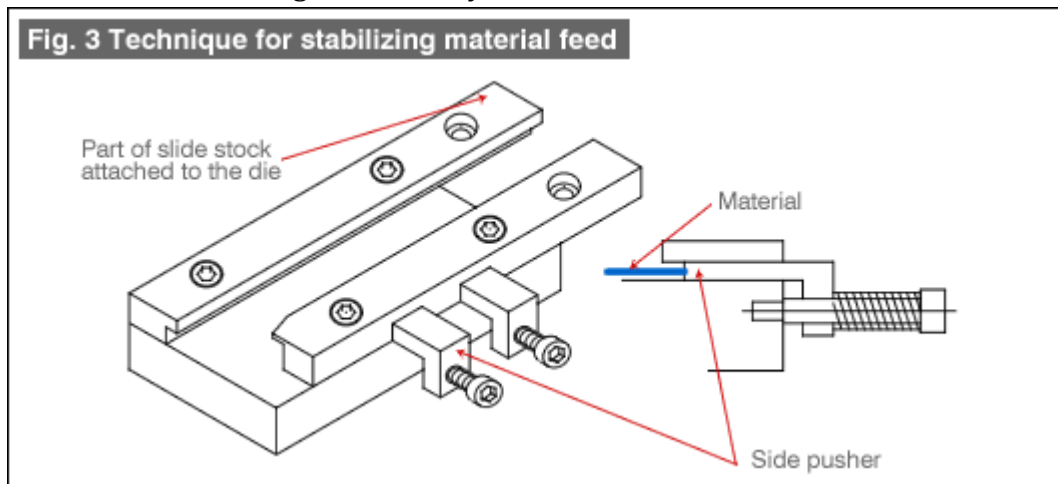 Fig. 3 Technique for stabilizing material feed
Part of slide stock
attached to the die
Material
Side pusher